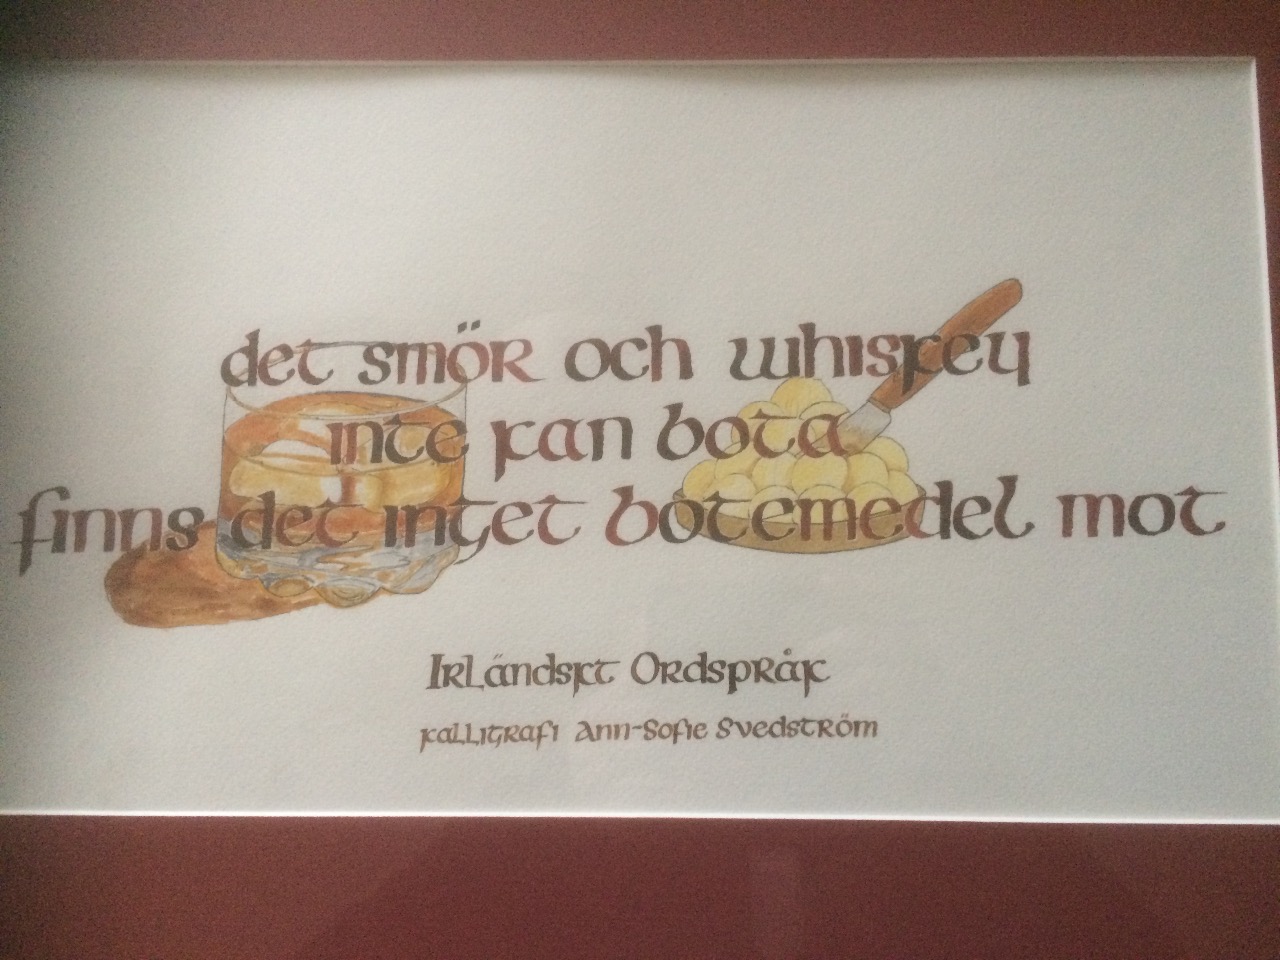 det smör och whiskey
inte kan bota
finns det inget botemedel mot
Irländskt Ordspråk
kalligrafi Ann-Sofie Svedström